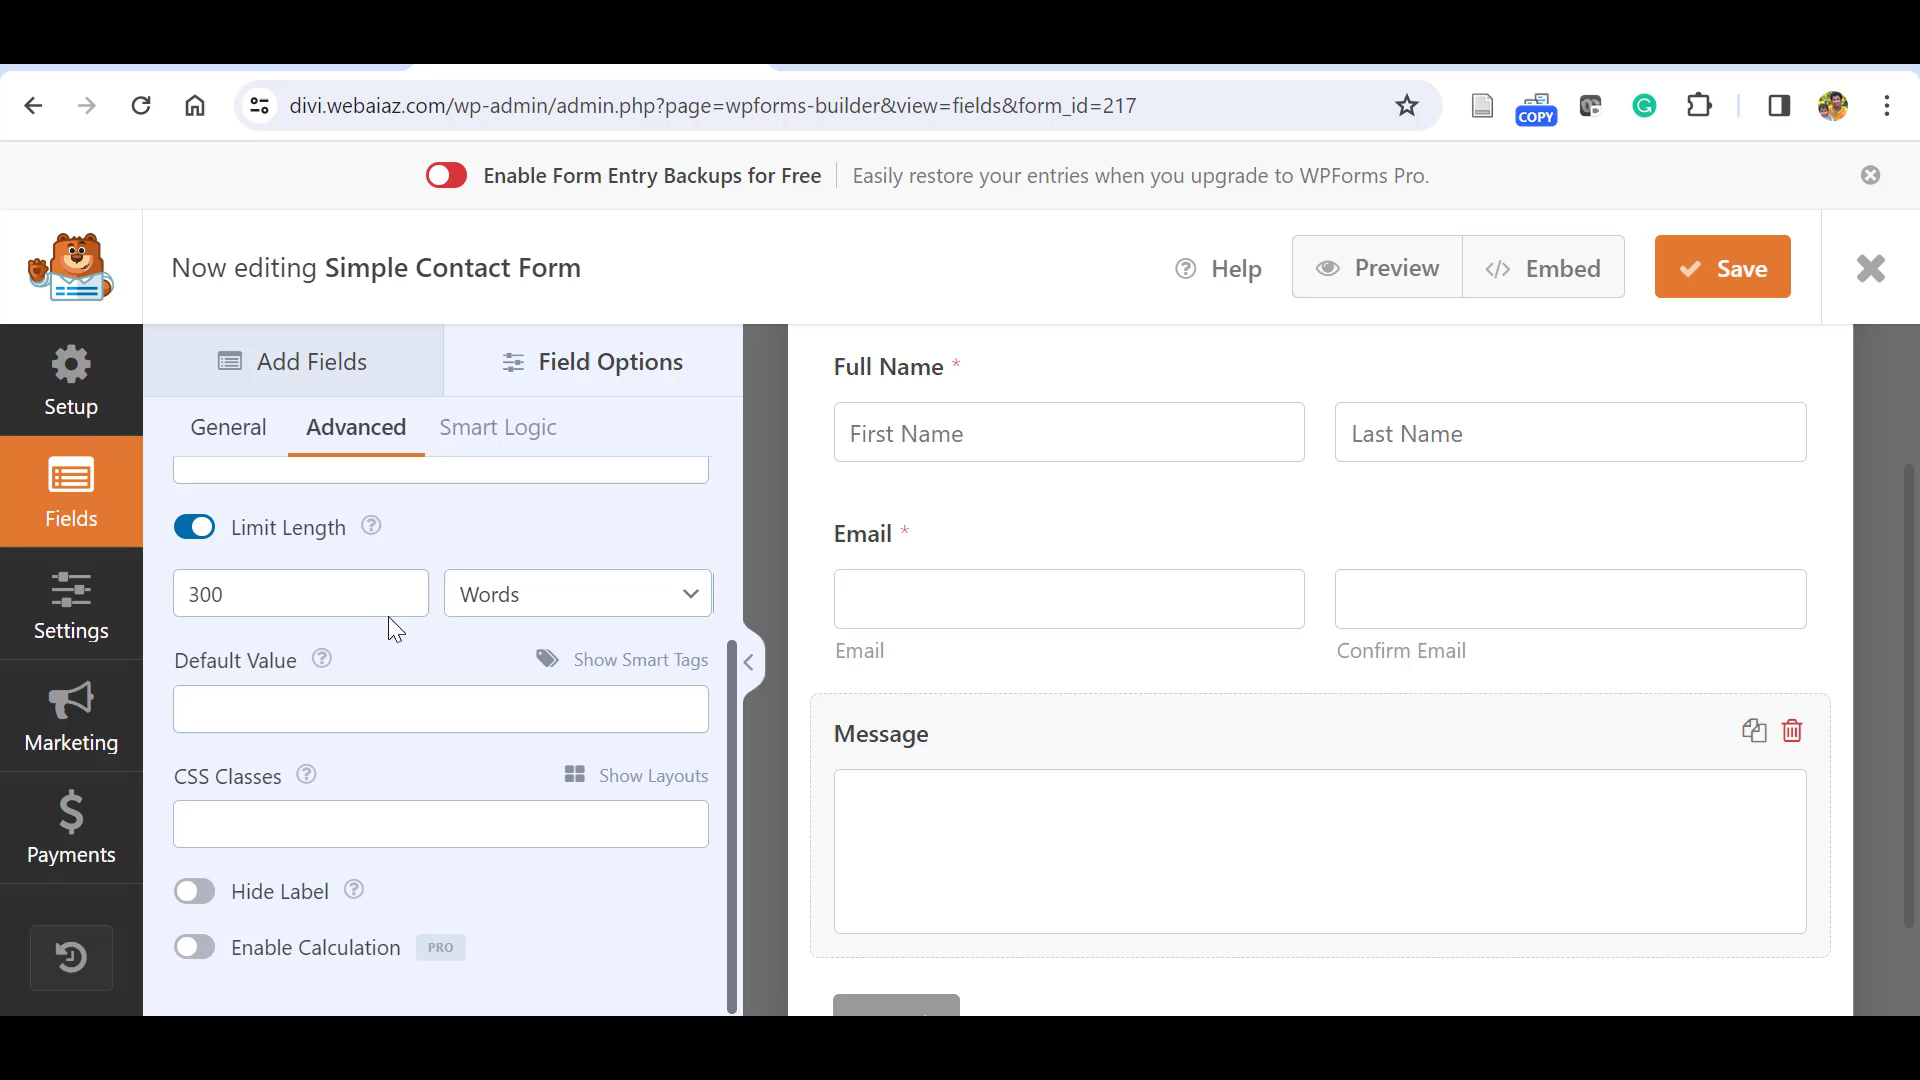 divi.webaiaz.com/wp-admin/admin.php?page=wpforms-builder&view=fields&form_id=217
COPY
Enable Form Entry Backups for Free
Easily restore your entries when you upgrade to WPForms Pro.
Now editing Simple Contact Form
Help
Preview
Embed
Save
Setup
Fields
Settings
Marketing
Payments
Add Fields
Field Options
General
Advanced
Smart Logic
Limit Length
300
Words
Default Value
Show Smart Tags
CSS Classes
Show Layouts
Hide Label
Enable Calculation
PRO
Full Name *
First Name
Last Name
Email *
Email
Confirm Email
Message